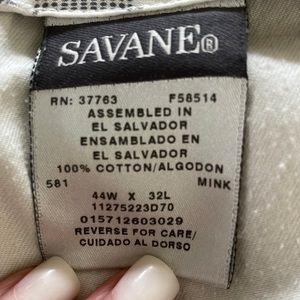 SAVANE®
RN: 37763 F58514
ASSEMBLED IN
EL SALVADOR
ENSAMBLADO EN
EL SALVADOR
100% COTTON/ALGODON
581 MINK
44W X 32L
11275223D70
015712603029
REVERSE FOR CARE/
CUIDADO AL DORSO